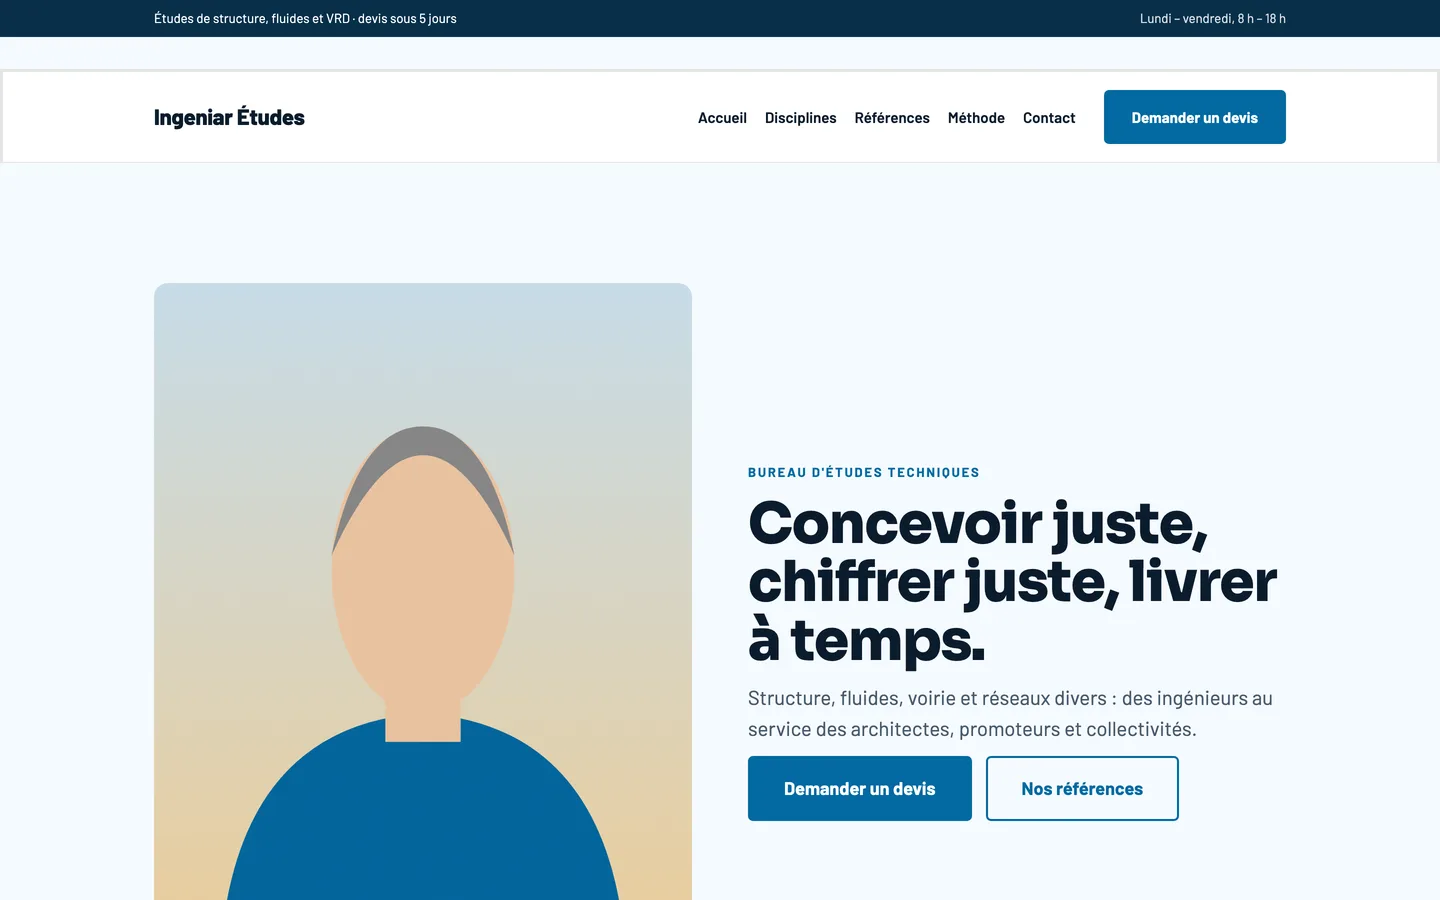 Études de structure, fluides et VRD · devis sous 5 jours
Lundi – vendredi, 8 h – 18 h
Ingeniar Études
Accueil
Disciplines
Références
Méthode
Contact
Demander un devis
BUREAU D'ÉTUDES TECHNIQUES
Concevoir juste,
chiffrer juste, livrer
à temps.
Structure, fluides, voirie et réseaux divers : des ingénieurs au
service des architectes, promoteurs et collectivités.
Demander un devis
Nos références